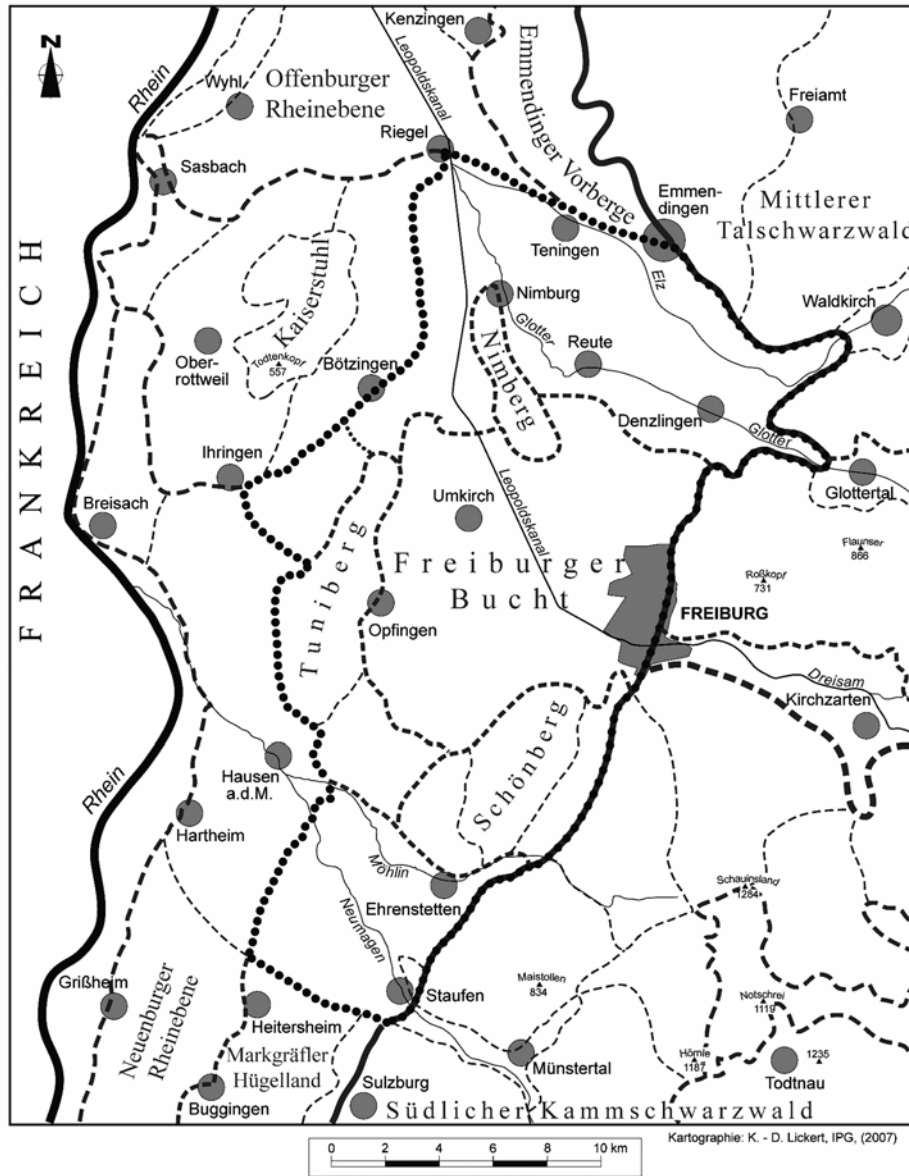 N
Kenzingen
Leopoldskanal
Emmendinger Vorberge
Rhein
Wyhl
Offenburger
Rheinebene
Freiamt
Riegel
Sasbach
Emmen-
dingen
Mittlerer
Talschwarzwald
Teningen
Elz
FRANKREICH
Kaiserstuhl
Nimburg
Waldkirch
Glotter
Ober-
rottweil
Todtenkopf
557
Bötzingen
Nimberg
Reute
Denzlingen
Glotter
Ihringen
Glottertal
Breisach
Umkirch
Leopoldskanal
Flaunser
866
Tuniberg
Freiburger
Bucht
Roßkopf
731
FREIBURG
Opfingen
Dreisam
Kirchzarten
Schönberg
Rhein
Hausen
a.d.M.
Hartheim
Möhlin
Schauinsland
1284
Ehrenstetten
Neumagen
Maistollen
834
Grißheim
Staufen
Notschrei
1119
Neuenburger
Rheinebene
Heitersheim
Markgräfler
Hügelland
Münstertal
Hörnle
1187
1235
Todtnau
Buggingen
Sulzburg
Südlicher Kammschwarzwald
Kartographie: K. - D. Lickert, IPG, (2007)
0 2 4 6 8 10 km